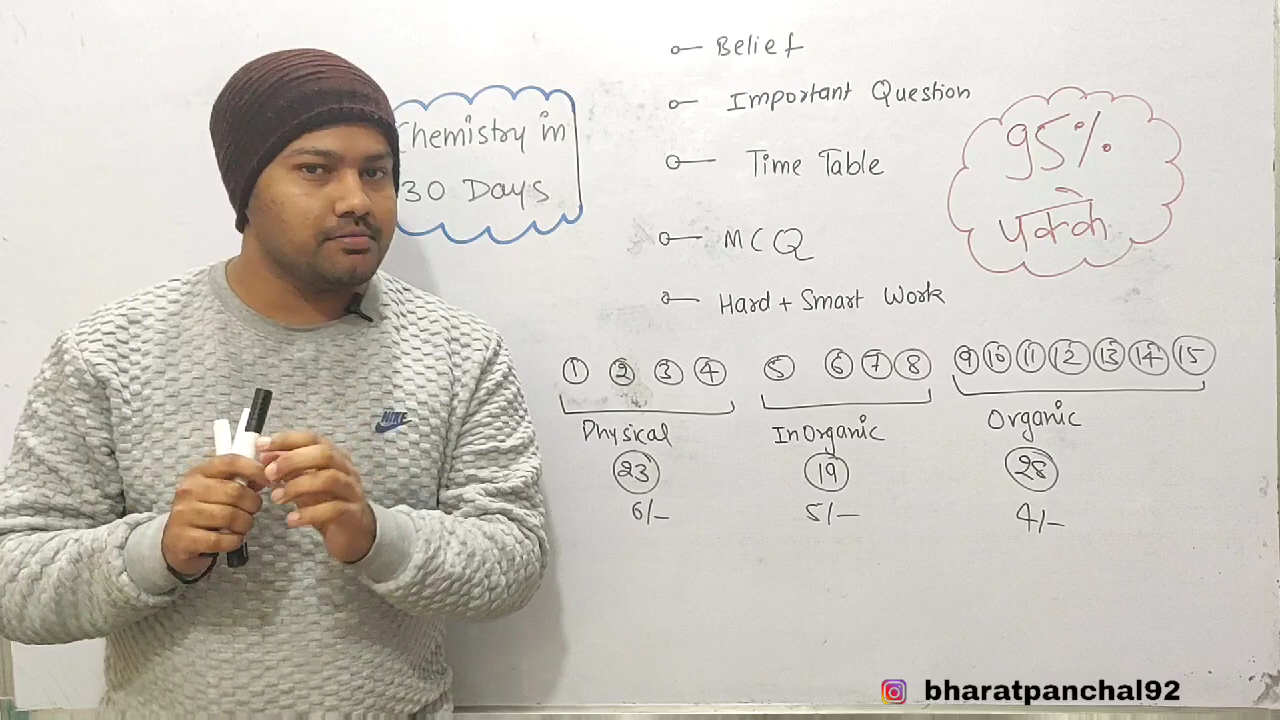 Chemistry in
30 Days
Belief
Important Question
Time Table
MCQ
Hard + Smart Work
95%
पक्के
1 2 3 4 5 6 7 8 9 10 11 12 13 14 15
Physical InOrganic Organic
23 19 28
6/- 5/- 4/-
NIKE
bharatpanchal92